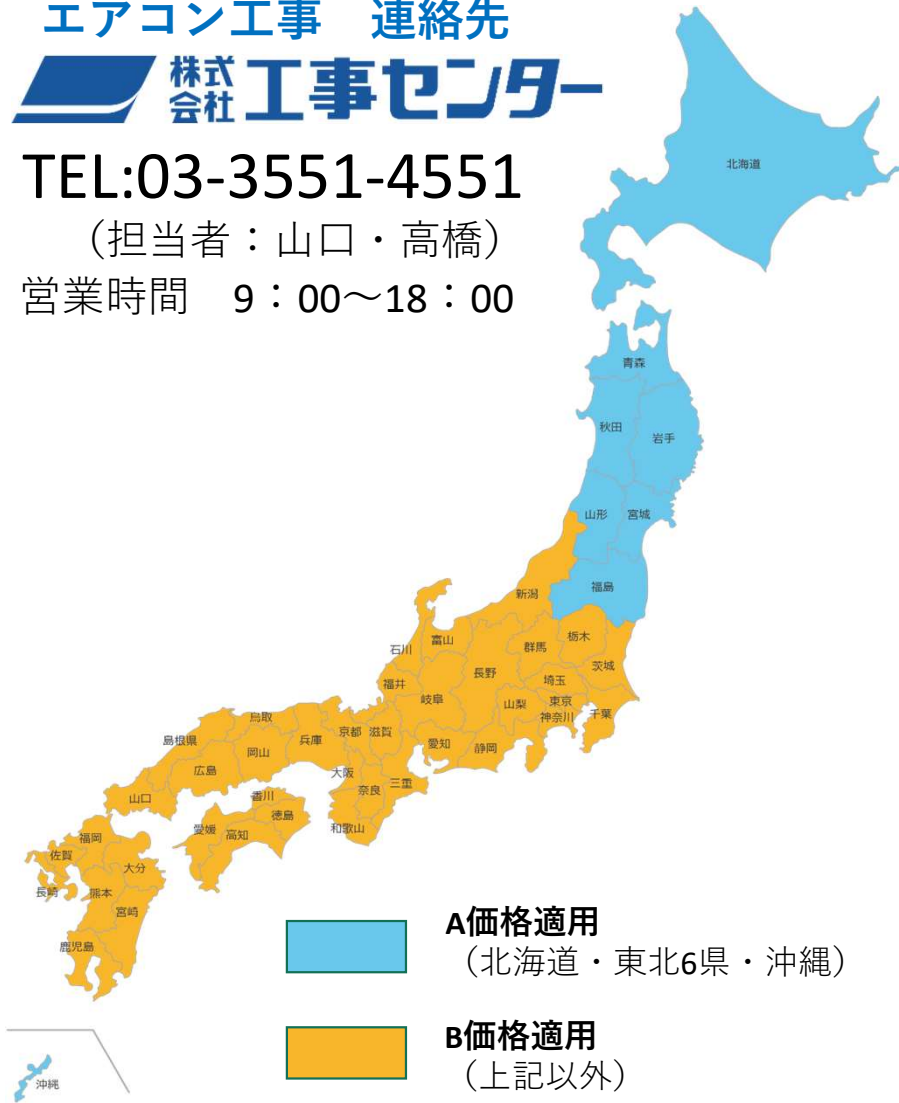 エアコン工事　連絡先
株式会社 工事センター
TEL:03-3551-4551
（担当者：山口・高橋）
営業時間　9：00～18：00
北海道
青森
秋田
岩手
山形
宮城
福島
新潟
栃木
群馬
富山
石川
茨城
長野
埼玉
福井
岐阜
山梨
東京
神奈川
千葉
鳥取
京都
滋賀
島根県
兵庫
愛知
静岡
岡山
広島
大阪
三重
奈良
山口
香川
徳島
和歌山
愛媛
高知
福岡
佐賀
大分
長崎
熊本
宮崎
鹿児島
A価格適用
（北海道・東北6県・沖縄）
B価格適用
（上記以外）
沖縄